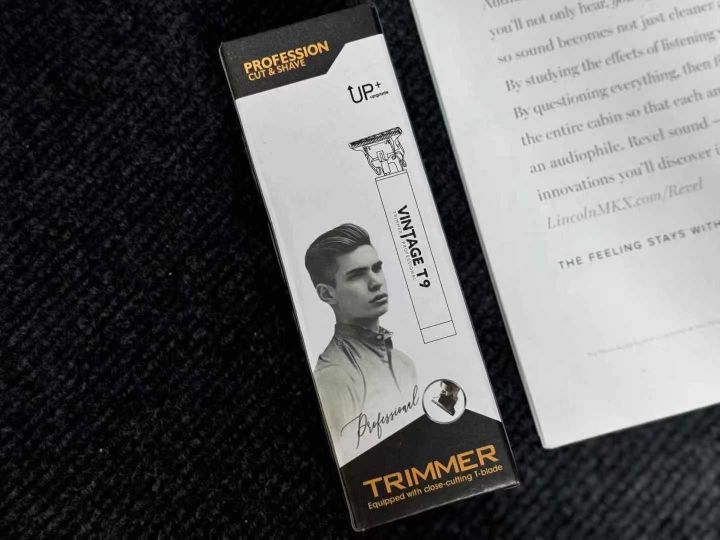 PROFESSION
CUT & SHAVE
UP+
upgrade
VINTAGE T9
TRIMMER PROFESSIONAL
Professional
TRIMMER
Equipped with close-cutting T-blade
you'll not only hear,
so sound becomes not just cleaner
By studying the effects of listening
By questioning everything, then
the entire cabin so that each
an audiophile. Revel sound –
innovations you'll discover
LincolnMKX.com/Revel
THE FEELING STAYS WITH